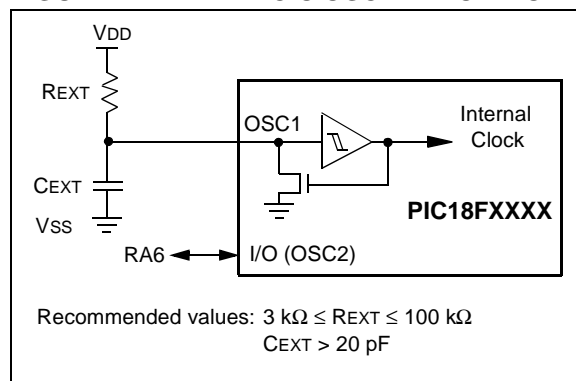 VDD
REXT
OSC1
Internal
Clock
CEXT
PIC18FXXXX
VSS
RA6
I/O (OSC2)
Recommended values: 3 kΩ ≤ REXT ≤ 100 kΩ
CEXT > 20 pF